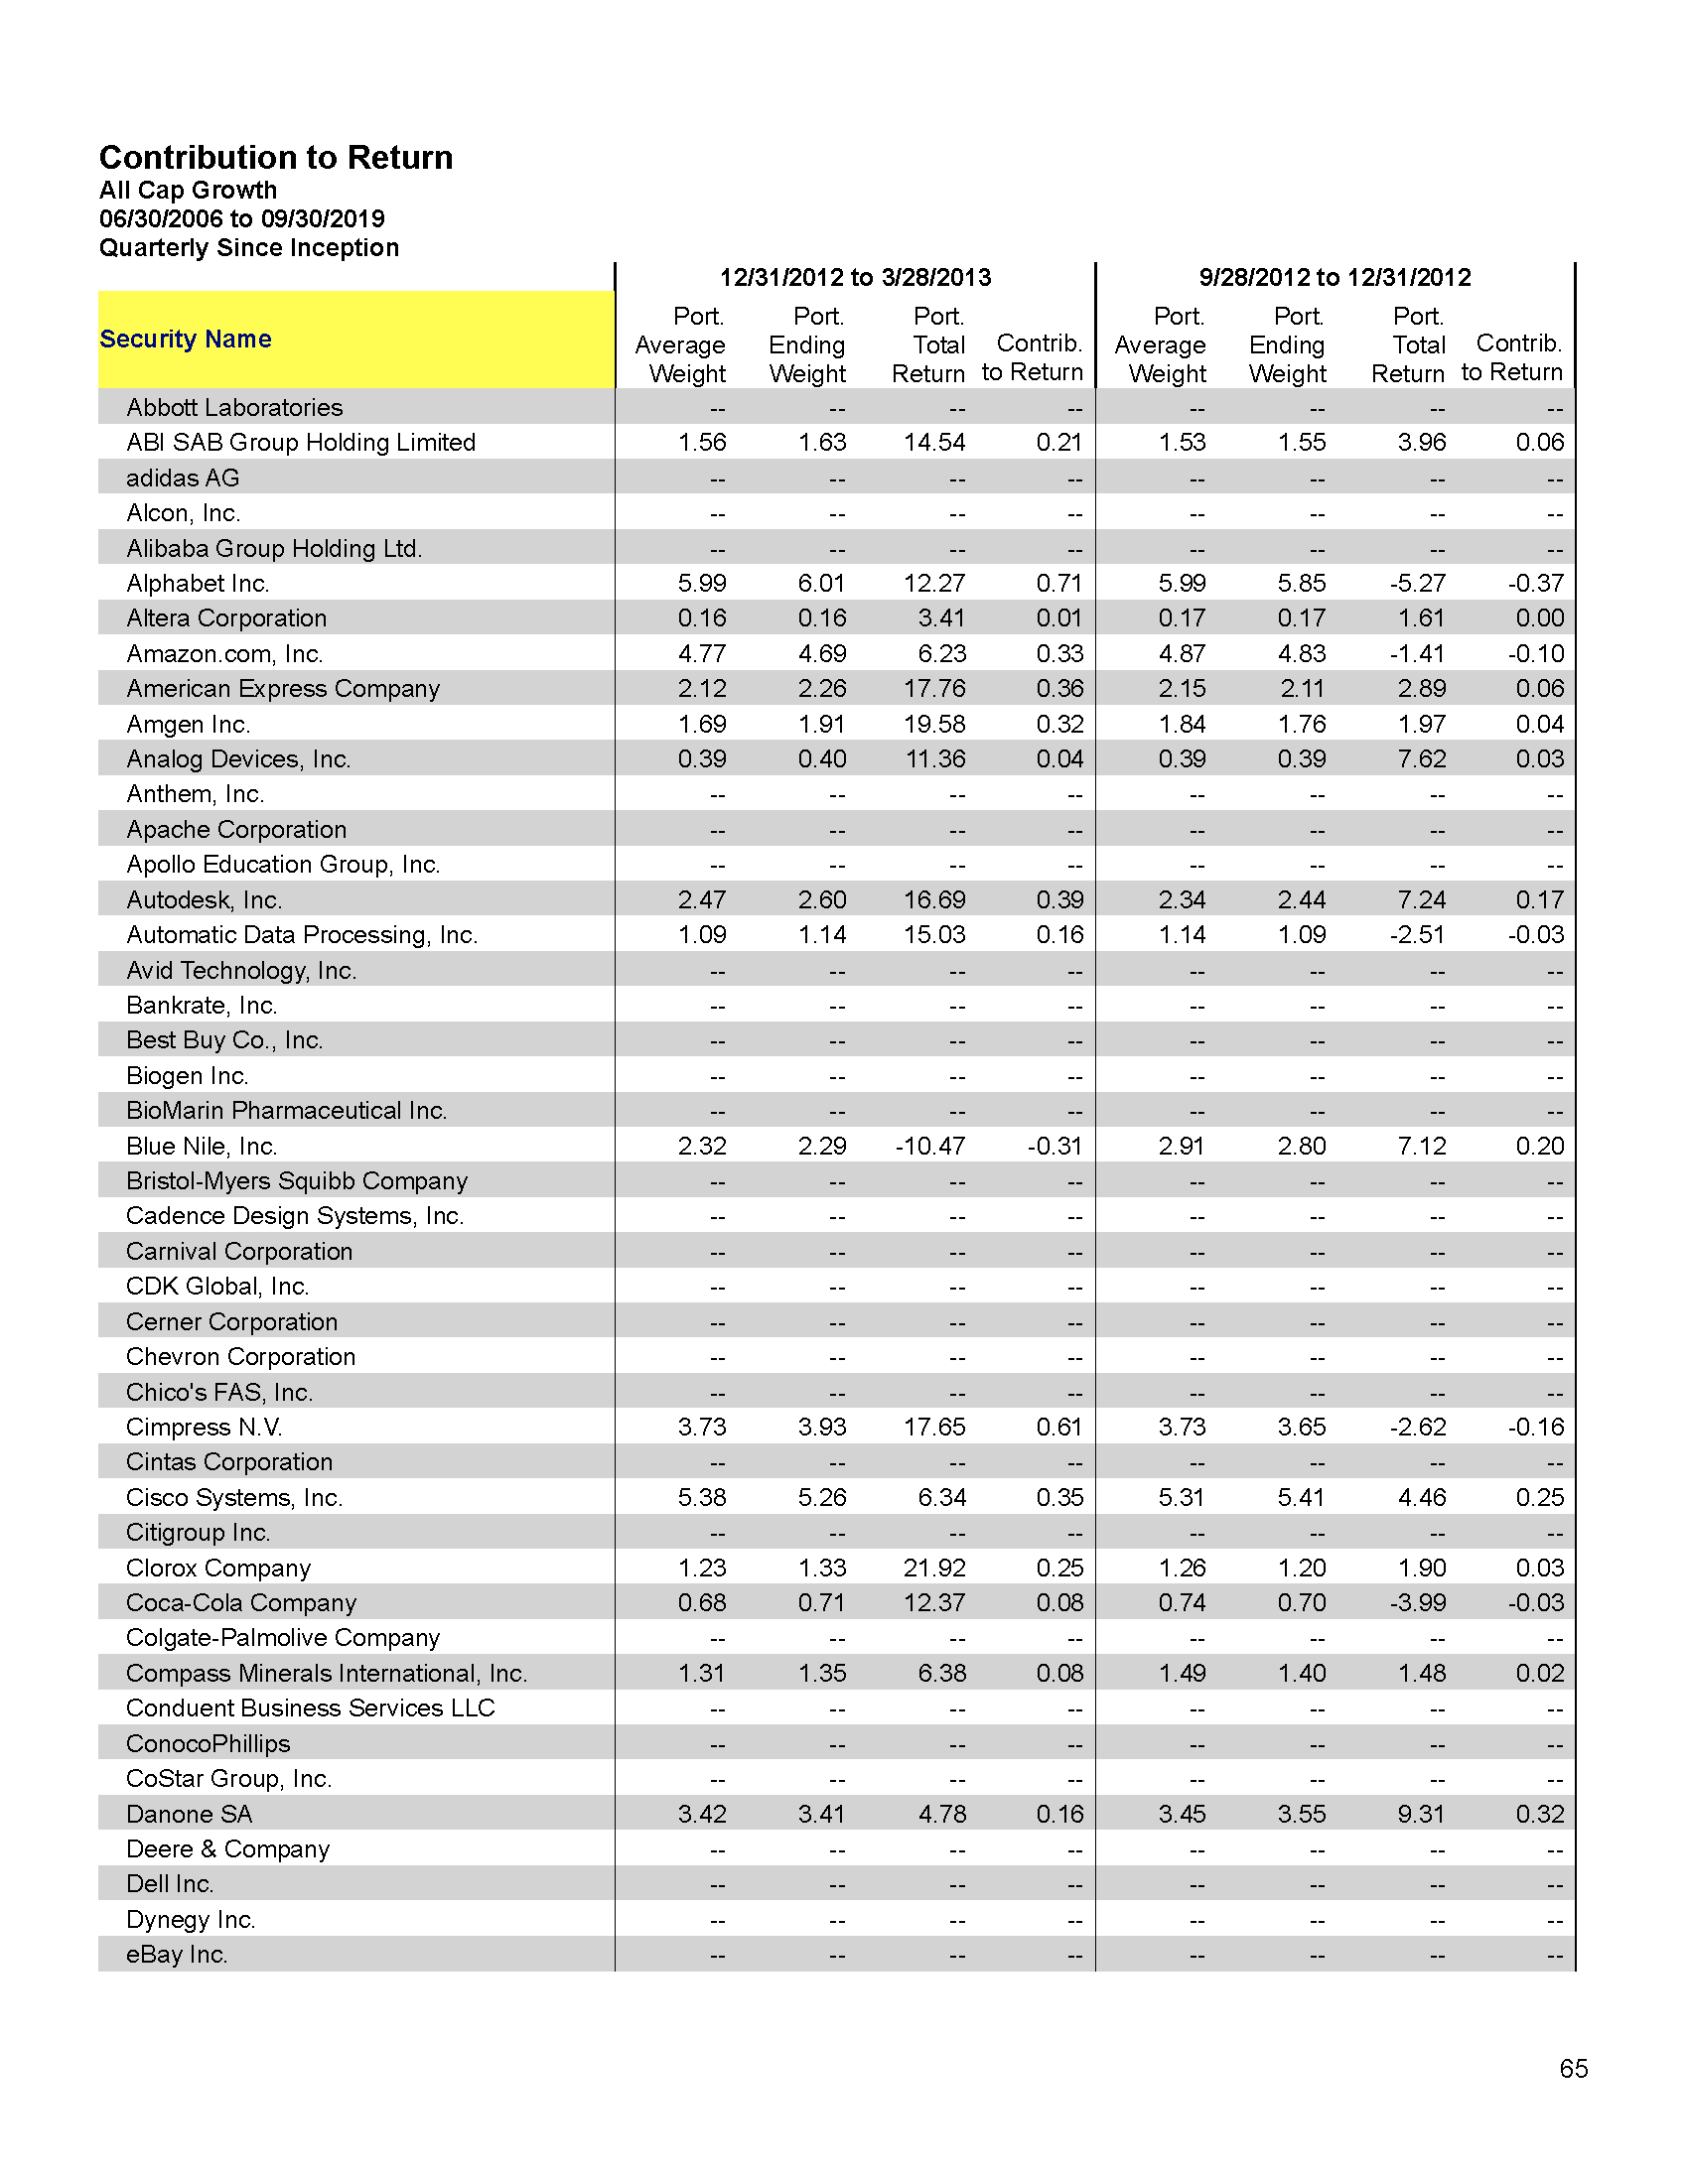 Contribution to Return
All Cap Growth
06/30/2006 to 09/30/2019
Quarterly Since Inception
12/31/2012 to 3/28/2013 9/28/2012 to 12/31/2012
Security Name Port. Average Weight Port. Ending Weight Port. Total Return Contrib. to Return Port. Average Weight Port. Ending Weight Port. Total Return Contrib. to Return
Abbott Laboratories -- -- -- -- -- -- -- --
ABI SAB Group Holding Limited 1.56 1.63 14.54 0.21 1.53 1.55 3.96 0.06
adidas AG -- -- -- -- -- -- -- --
Alcon, Inc. -- -- -- -- -- -- -- --
Alibaba Group Holding Ltd. -- -- -- -- -- -- -- --
Alphabet Inc. 5.99 6.01 12.27 0.71 5.99 5.85 -5.27 -0.37
Altera Corporation 0.16 0.16 3.41 0.01 0.17 0.17 1.61 0.00
Amazon.com, Inc. 4.77 4.69 6.23 0.33 4.87 4.83 -1.41 -0.10
American Express Company 2.12 2.26 17.76 0.36 2.15 2.11 2.89 0.06
Amgen Inc. 1.69 1.91 19.58 0.32 1.84 1.76 1.97 0.04
Analog Devices, Inc. 0.39 0.40 11.36 0.04 0.39 0.39 7.62 0.03
Anthem, Inc. -- -- -- -- -- -- -- --
Apache Corporation -- -- -- -- -- -- -- --
Apollo Education Group, Inc. -- -- -- -- -- -- -- --
Autodesk, Inc. 2.47 2.60 16.69 0.39 2.34 2.44 7.24 0.17
Automatic Data Processing, Inc. 1.09 1.14 15.03 0.16 1.14 1.09 -2.51 -0.03
Avid Technology, Inc. -- -- -- -- -- -- -- --
Bankrate, Inc. -- -- -- -- -- -- -- --
Best Buy Co., Inc. -- -- -- -- -- -- -- --
Biogen Inc. -- -- -- -- -- -- -- --
BioMarin Pharmaceutical Inc. -- -- -- -- -- -- -- --
Blue Nile, Inc. 2.32 2.29 -10.47 -0.31 2.91 2.80 7.12 0.20
Bristol-Myers Squibb Company -- -- -- -- -- -- -- --
Cadence Design Systems, Inc. -- -- -- -- -- -- -- --
Carnival Corporation -- -- -- -- -- -- -- --
CDK Global, Inc. -- -- -- -- -- -- -- --
Cerner Corporation -- -- -- -- -- -- -- --
Chevron Corporation -- -- -- -- -- -- -- --
Chico's FAS, Inc. -- -- -- -- -- -- -- --
Cimpress N.V. 3.73 3.93 17.65 0.61 3.73 3.65 -2.62 -0.16
Cintas Corporation -- -- -- -- -- -- -- --
Cisco Systems, Inc. 5.38 5.26 6.34 0.35 5.31 5.41 4.46 0.25
Citigroup Inc. -- -- -- -- -- -- -- --
Clorox Company 1.23 1.33 21.92 0.25 1.26 1.20 1.90 0.03
Coca-Cola Company 0.68 0.71 12.37 0.08 0.74 0.70 -3.99 -0.03
Colgate-Palmolive Company -- -- -- -- -- -- -- --
Compass Minerals International, Inc. 1.31 1.35 6.38 0.08 1.49 1.40 1.48 0.02
Conduent Business Services LLC -- -- -- -- -- -- -- --
ConocoPhillips -- -- -- -- -- -- -- --
CoStar Group, Inc. -- -- -- -- -- -- -- --
Danone SA 3.42 3.41 4.78 0.16 3.45 3.55 9.31 0.32
Deere & Company -- -- -- -- -- -- -- --
Dell Inc. -- -- -- -- -- -- -- --
Dynegy Inc. -- -- -- -- -- -- -- --
eBay Inc. -- -- -- -- -- -- -- --
65